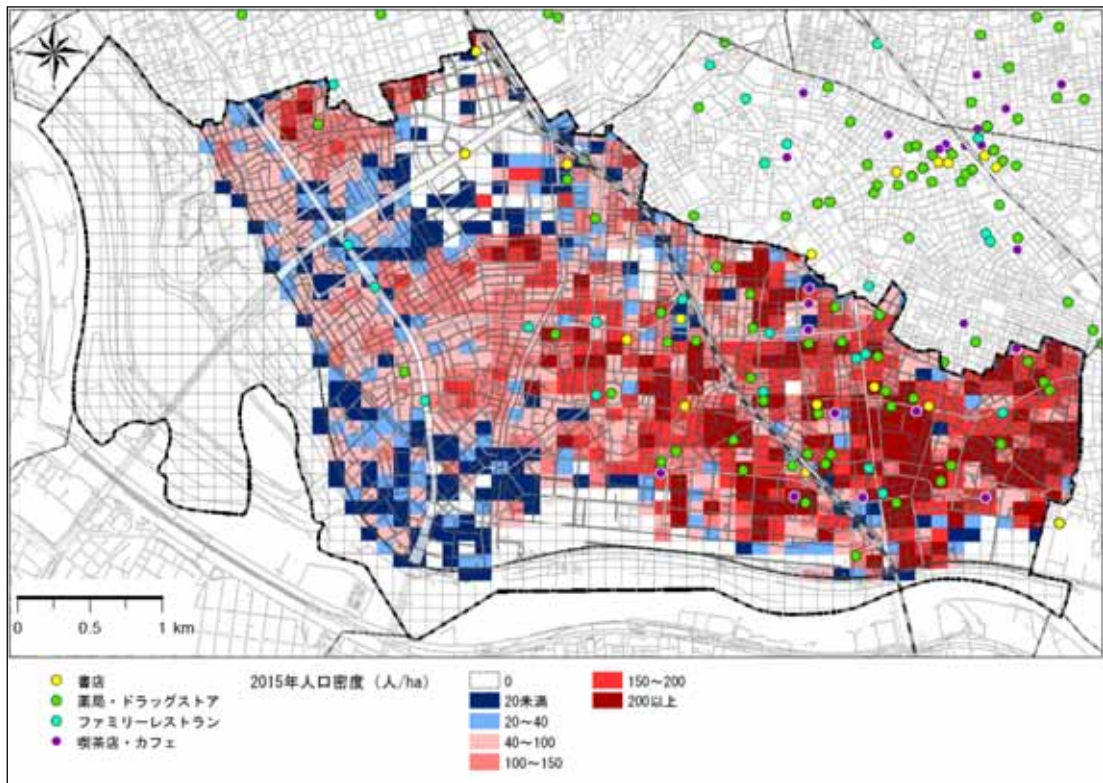 0 0.5 1 km
書店
薬局・ドラッグストア
ファミリーレストラン
喫茶店・カフェ
2015年人口密度（人/ha）
0
20未満
20～40
40～100
100～150
150～200
200以上